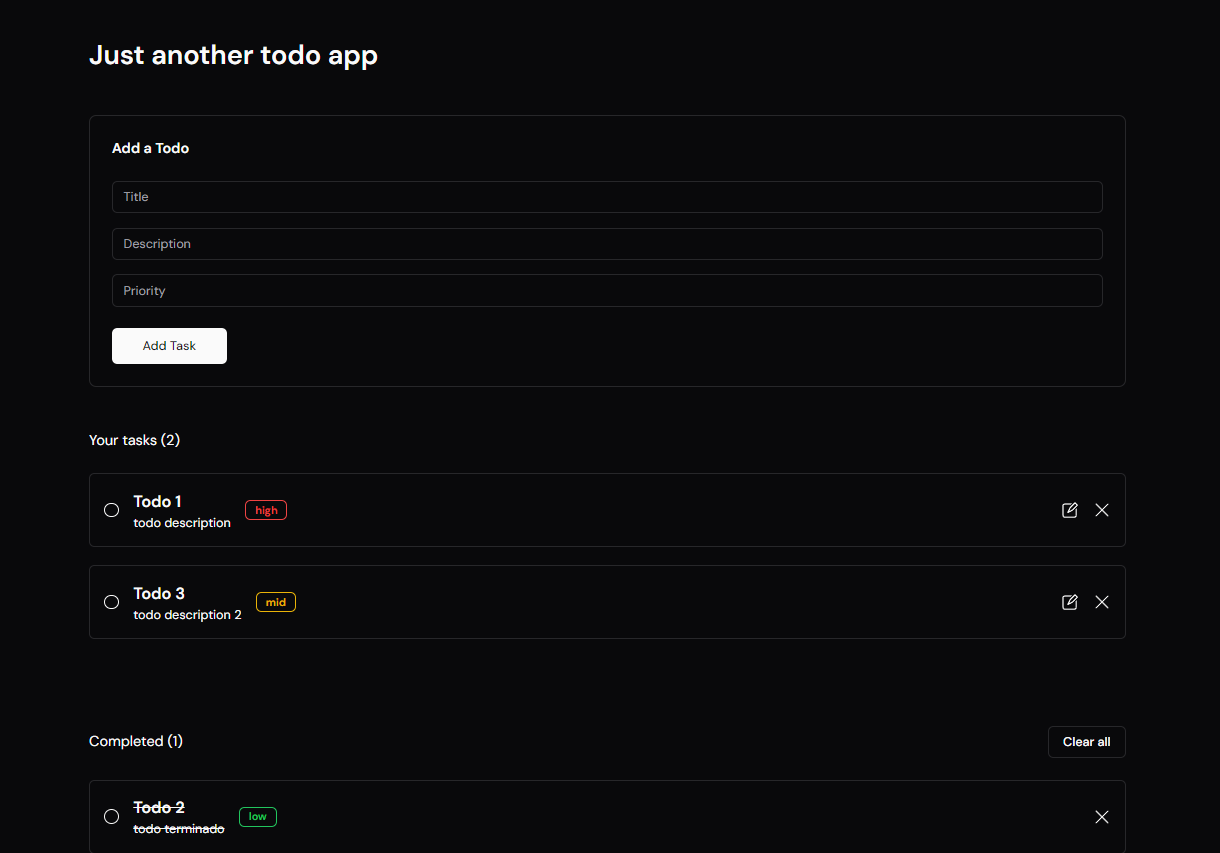 Just another todo app
Add a Todo
Title
Description
Priority
Add Task
Your tasks (2)
Todo 1
todo description
high
Todo 3
todo description 2
mid
Completed (1)
Clear all
Todo 2
todo terminado
low